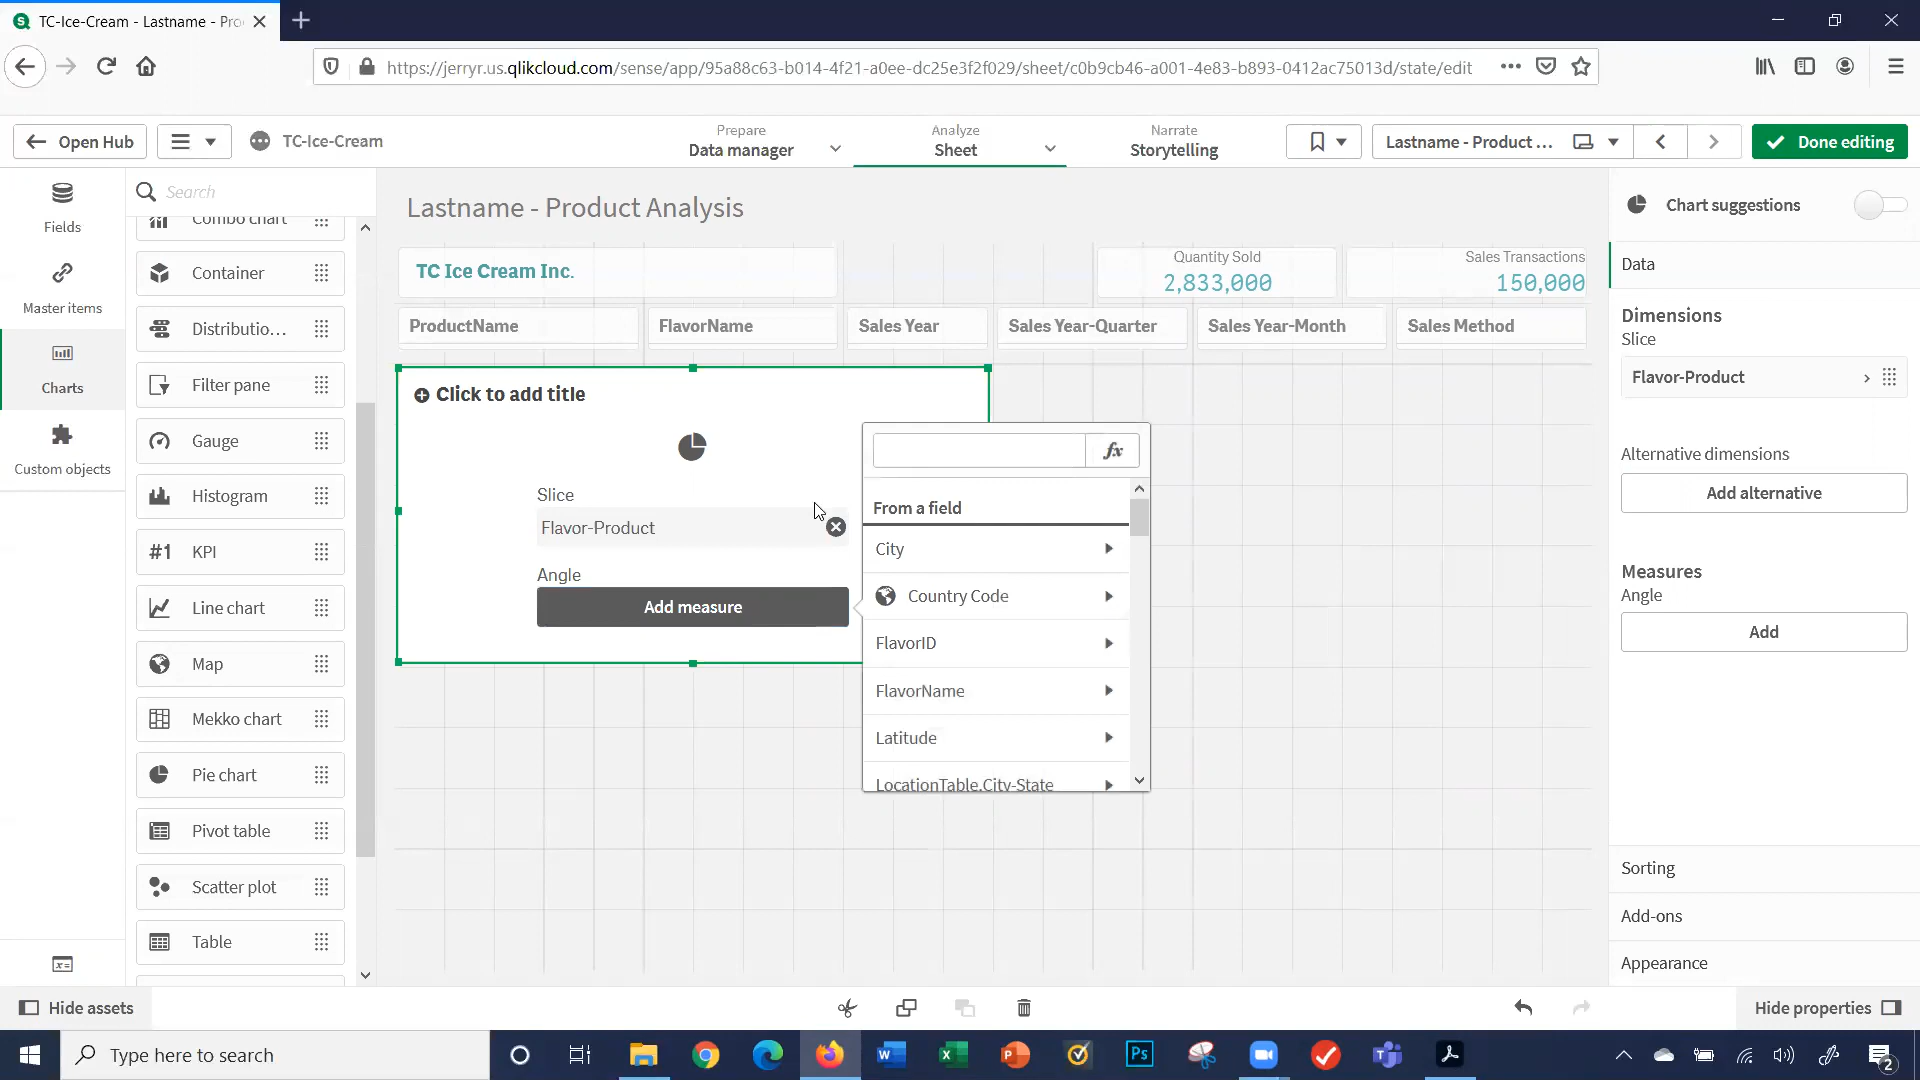 TC-Ice-Cream - Lastname - Pro
https://jerryr.us.qlikcloud.com/sense/app/95a88c63-b014-4f21-a0ee-dc25e3f2f029/sheet/c0b9cb46-a001-4e83-b893-0412ac75013d/state/edit
Open Hub
TC-Ice-Cream
Prepare
Data manager
Analyze
Sheet
Narrate
Storytelling
Lastname - Product ...
Done editing
Fields
Master items
Charts
Custom objects
Search
Combo chart
Container
Distributio...
Filter pane
Gauge
Histogram
#1 KPI
Line chart
Map
Mekko chart
Pie chart
Pivot table
Scatter plot
Table
Lastname - Product Analysis
TC Ice Cream Inc.
Quantity Sold
2,833,000
Sales Transactions
150,000
ProductName
FlavorName
Sales Year
Sales Year-Quarter
Sales Year-Month
Sales Method
Click to add title
Slice
Flavor-Product
Angle
Add measure
fx
From a field
City
Country Code
FlavorID
FlavorName
Latitude
LocationTable.City-State
Chart suggestions
Data
Dimensions
Slice
Flavor-Product
Alternative dimensions
Add alternative
Measures
Angle
Add
Sorting
Add-ons
Appearance
Hide assets
Hide properties
Type here to search
2